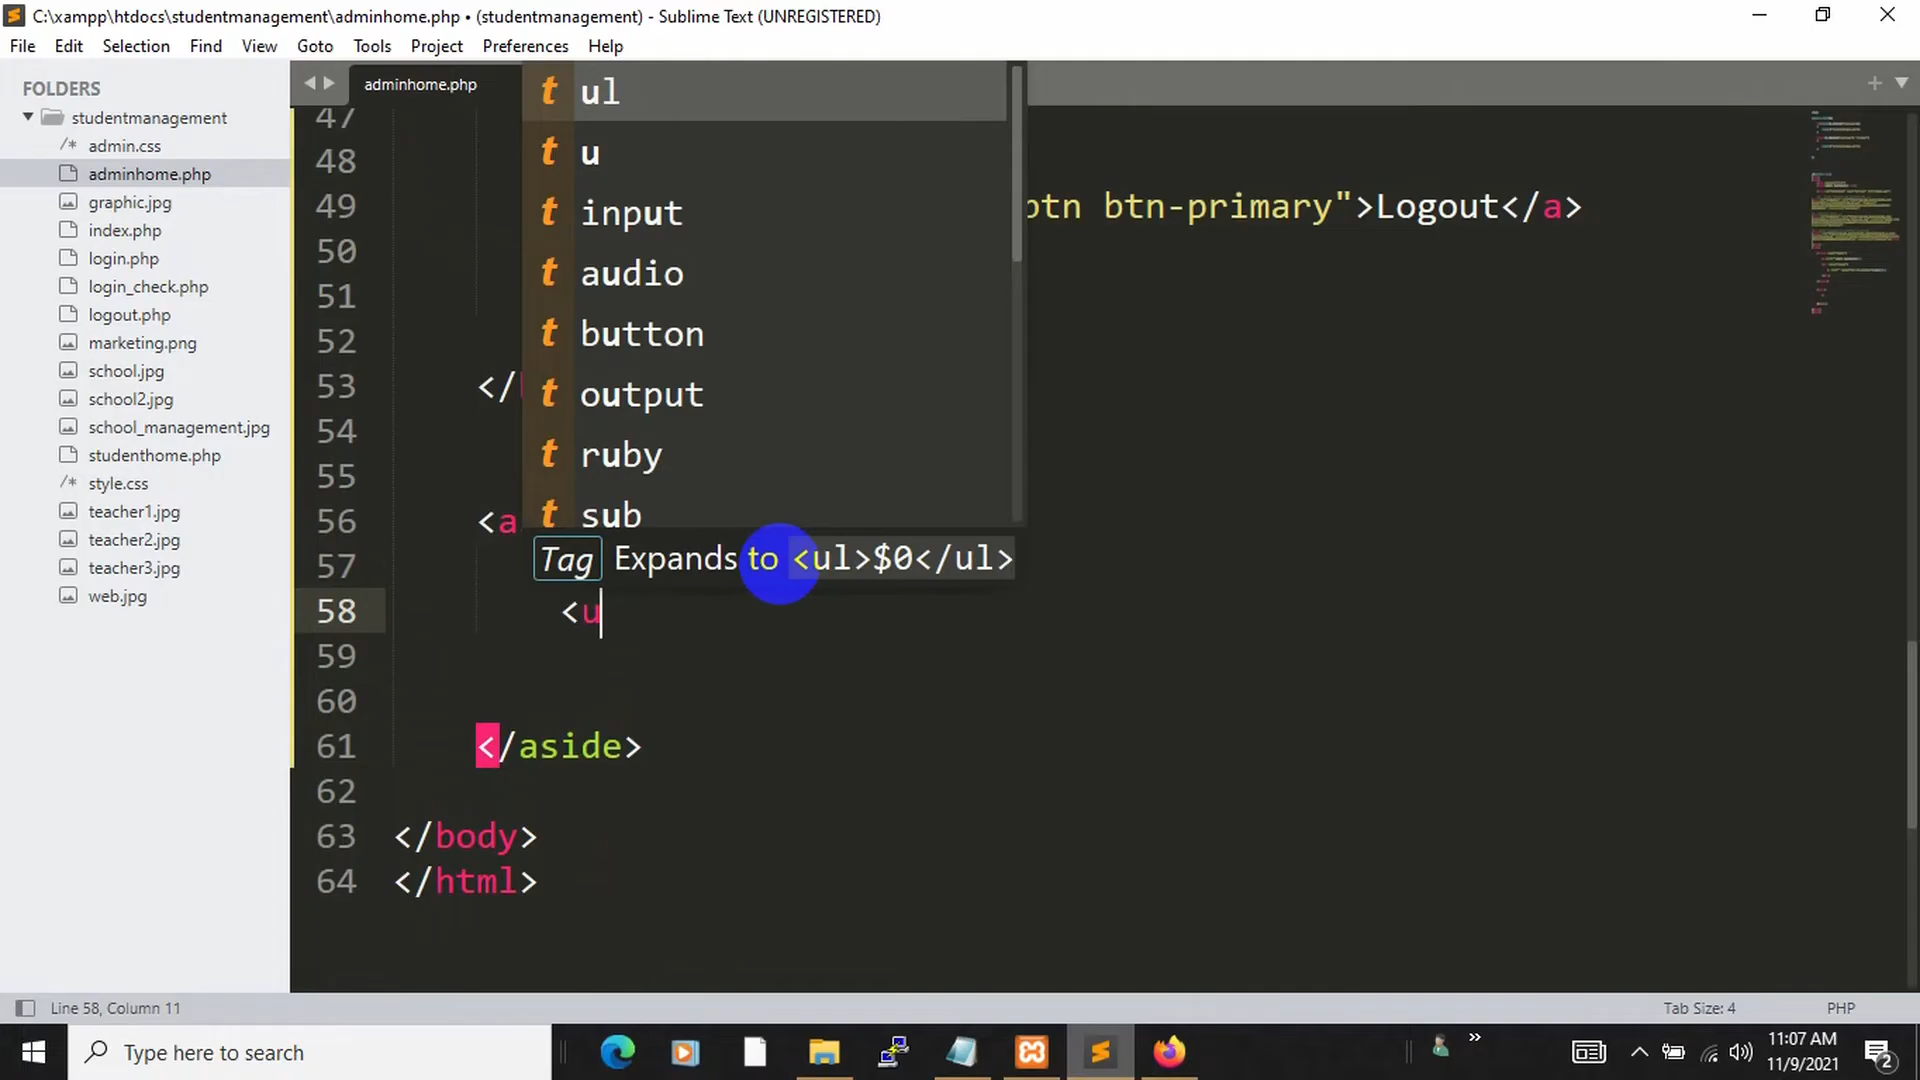 C:\xampp\htdocs\studentmanagement\adminhome.php • (studentmanagement) - Sublime Text (UNREGISTERED)
File Edit Selection Find View Goto Tools Project Preferences Help
FOLDERS
studentmanagement
/* admin.css
adminhome.php
graphic.jpg
index.php
login.php
login_check.php
logout.php
marketing.png
school.jpg
school2.jpg
school_management.jpg
studenthome.php
/* style.css
teacher1.jpg
teacher2.jpg
teacher3.jpg
web.jpg
adminhome.php
t ul
t u
t input
t audio
t button
t output
t ruby
t sub
Tag Expands to <ul>$0</ul>
47
48
49 btn btn-primary">Logout</a>
50
51
52
53 </
54
55
56 <a
57
58 <u
59
60
61 </aside>
62
63 </body>
64 </html>
Line 58, Column 11
Tab Size: 4
PHP
Type here to search
11:07 AM
11/9/2021
2